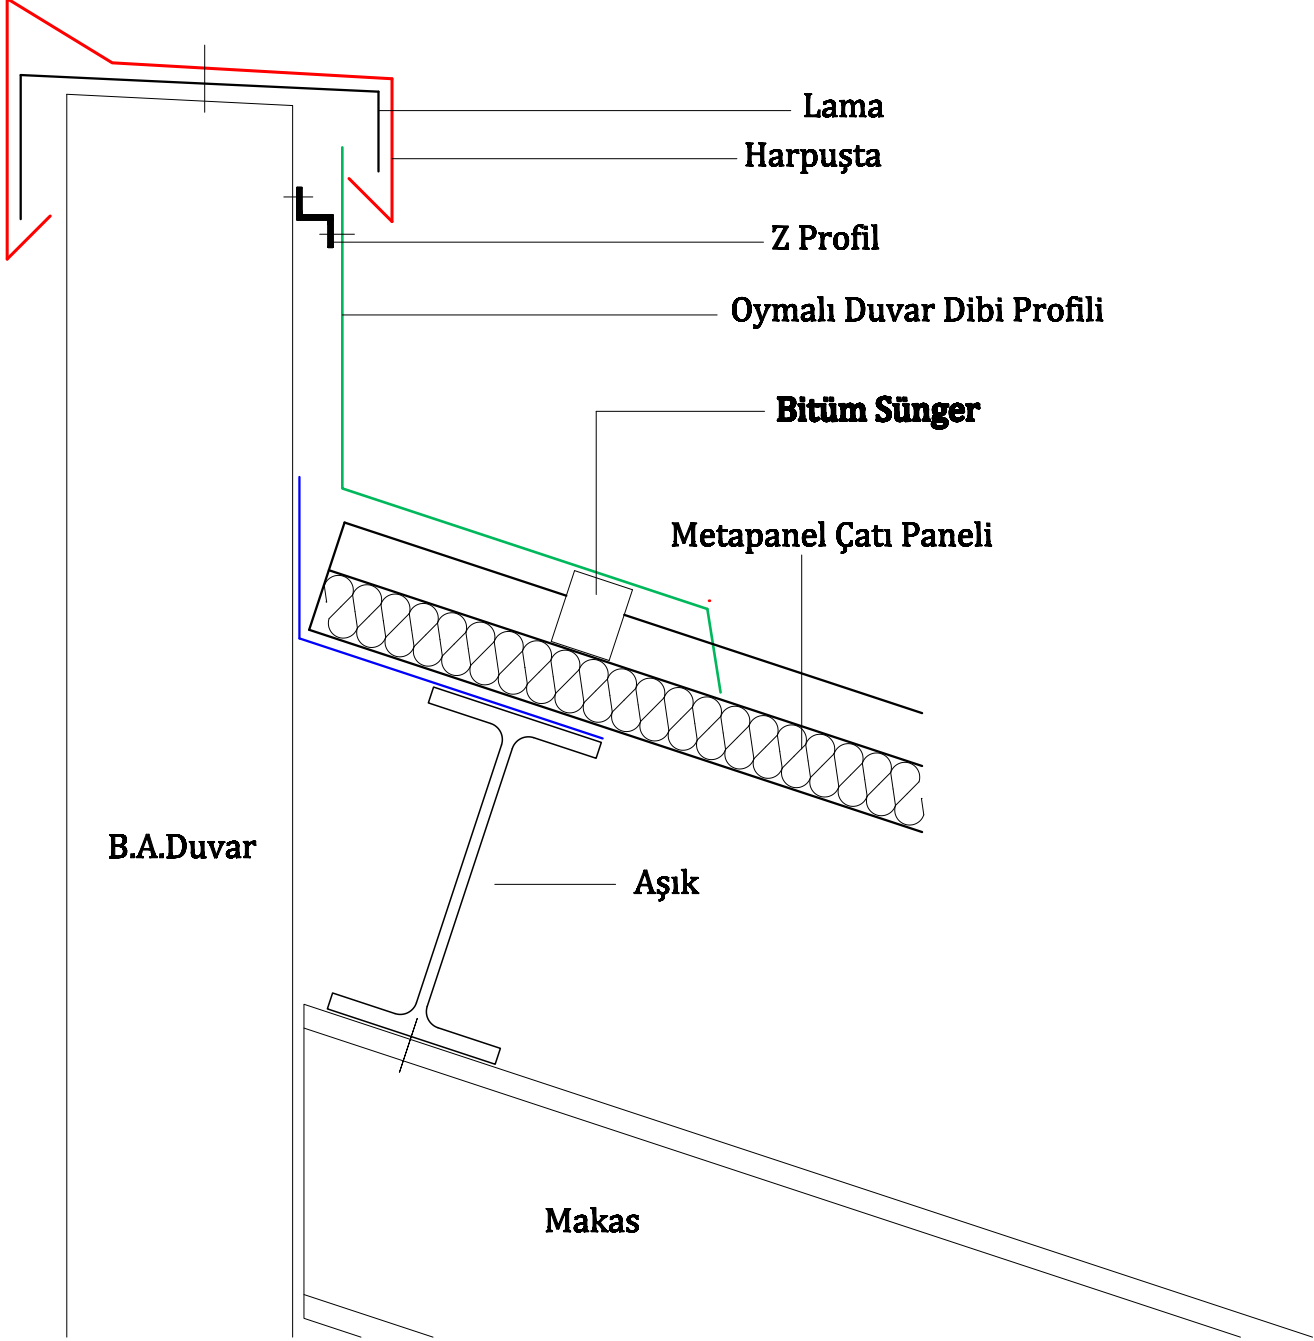 Lama
Harpuşta
Z Profil
Oymalı Duvar Dibi Profili
Bitüm Sünger
Metapanel Çatı Paneli
B.A.Duvar
Aşık
Makas